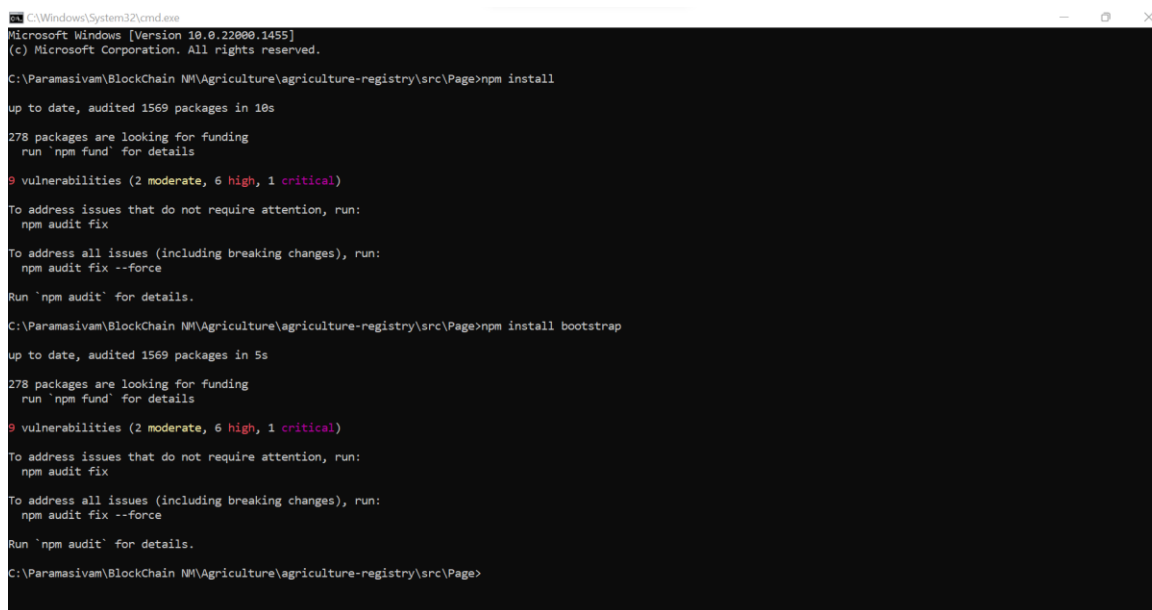 C:\Windows\System32\cmd.exe
Microsoft Windows [Version 10.0.22000.1455]
(c) Microsoft Corporation. All rights reserved.
C:\Paramasivam\BlockChain NM\Agriculture\agriculture-registry\src\Page>npm install
up to date, audited 1569 packages in 10s
278 packages are looking for funding
run `npm fund` for details
9 vulnerabilities (2 moderate, 6 high, 1 critical)
To address issues that do not require attention, run:
npm audit fix
To address all issues (including breaking changes), run:
npm audit fix --force
Run `npm audit` for details.
C:\Paramasivam\BlockChain NM\Agriculture\agriculture-registry\src\Page>npm install bootstrap
up to date, audited 1569 packages in 5s
278 packages are looking for funding
run `npm fund` for details
9 vulnerabilities (2 moderate, 6 high, 1 critical)
To address issues that do not require attention, run:
npm audit fix
To address all issues (including breaking changes), run:
npm audit fix --force
Run `npm audit` for details.
C:\Paramasivam\BlockChain NM\Agriculture\agriculture-registry\src\Page>